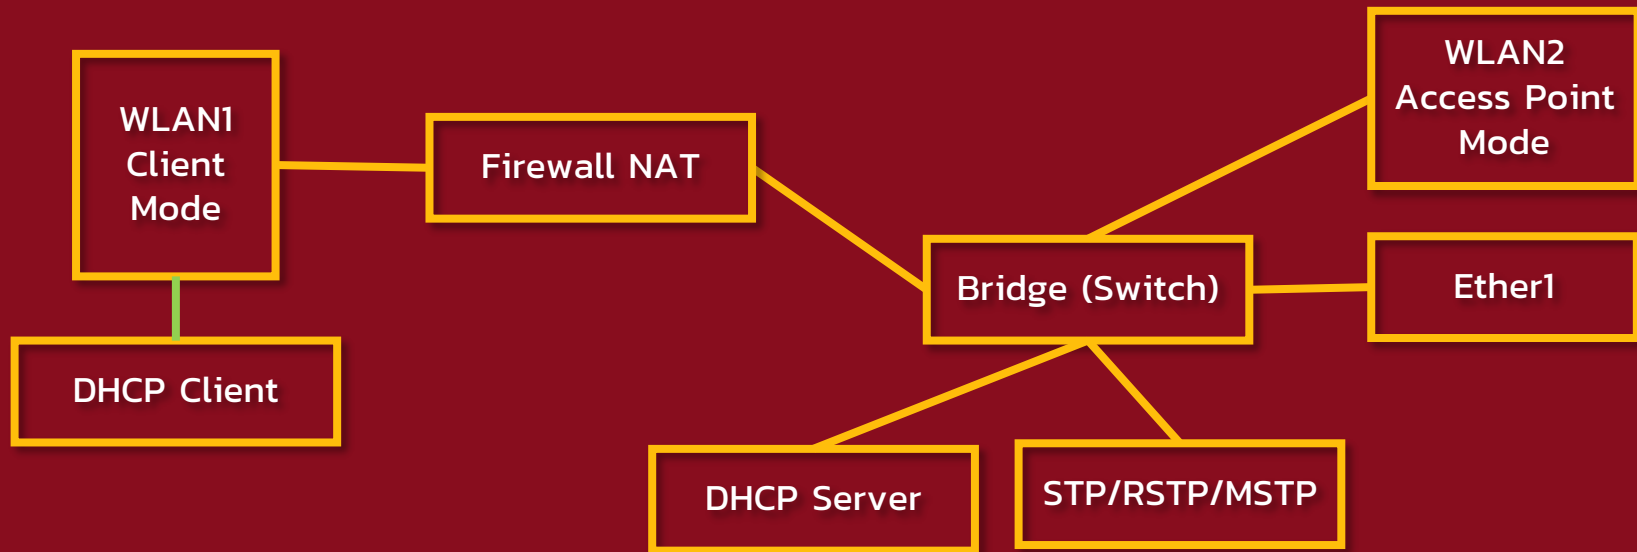 WLAN1
Client
Mode
DHCP Client
Firewall NAT
Bridge (Switch)
WLAN2
Access Point
Mode
Ether1
DHCP Server
STP/RSTP/MSTP